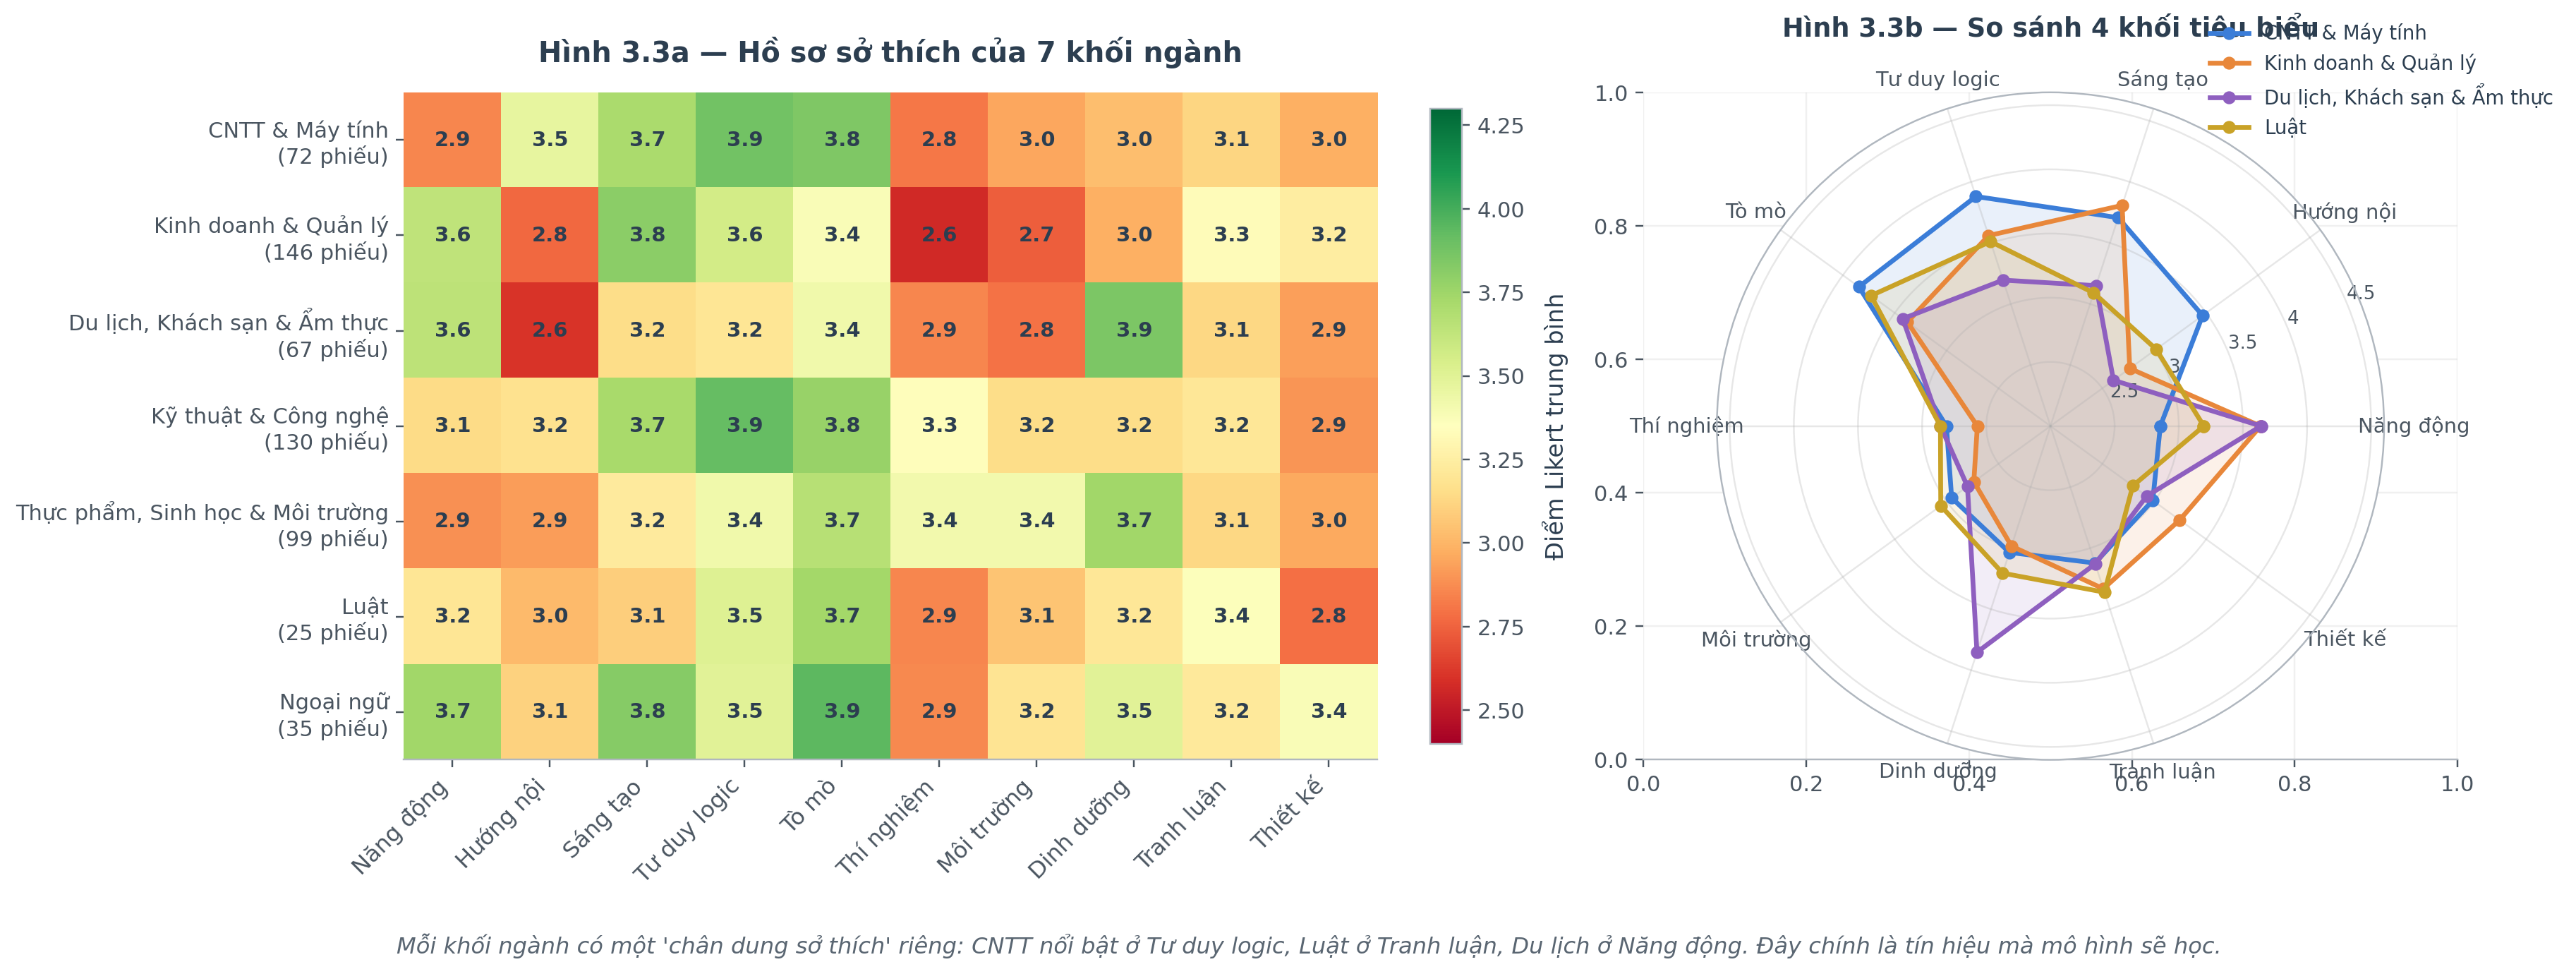 Hình 3.3a — Hồ sơ sở thích của 7 khối ngành
CNTT & Máy tính
(72 phiếu)
2.9 3.5 3.7 3.9 3.8 2.8 3.0 3.0 3.1 3.0
Kinh doanh & Quản lý
(146 phiếu)
3.6 2.8 3.8 3.6 3.4 2.6 2.7 3.0 3.3 3.2
Du lịch, Khách sạn & Ẩm thực
(67 phiếu)
3.6 2.6 3.2 3.2 3.4 2.9 2.8 3.9 3.1 2.9
Kỹ thuật & Công nghệ
(130 phiếu)
3.1 3.2 3.7 3.9 3.8 3.3 3.2 3.2 3.2 2.9
Thực phẩm, Sinh học & Môi trường
(99 phiếu)
2.9 2.9 3.2 3.4 3.7 3.4 3.4 3.7 3.1 3.0
Luật
(25 phiếu)
3.2 3.0 3.1 3.5 3.7 2.9 3.1 3.2 3.4 2.8
Ngoại ngữ
(35 phiếu)
3.7 3.1 3.8 3.5 3.9 2.9 3.2 3.5 3.2 3.4
Năng động
Hướng nội
Sáng tạo
Tư duy logic
Tò mò
Thí nghiệm
Môi trường
Dinh dưỡng
Tranh luận
Thiết kế
4.25
4.00
3.75
3.50
3.25
3.00
2.75
2.50
Điểm Likert trung bình
Hình 3.3b — So sánh 4 khối tiêu biểu
CNTT & Máy tính
Kinh doanh & Quản lý
Du lịch, Khách sạn & Ẩm thực
Luật
1.0
0.8
0.6
0.4
0.2
0.0
Tư duy logic
Sáng tạo
Tò mò
Hướng nội
4.5
4
3.5
3
2.5
Thí nghiệm
Năng động
Môi trường
Thiết kế
Dinh dưỡng
Tranh luận
0.0 0.2 0.4 0.6 0.8 1.0
Mỗi khối ngành có một 'chân dung sở thích' riêng: CNTT nổi bật ở Tư duy logic, Luật ở Tranh luận, Du lịch ở Năng động. Đây chính là tín hiệu mà mô hình sẽ học.